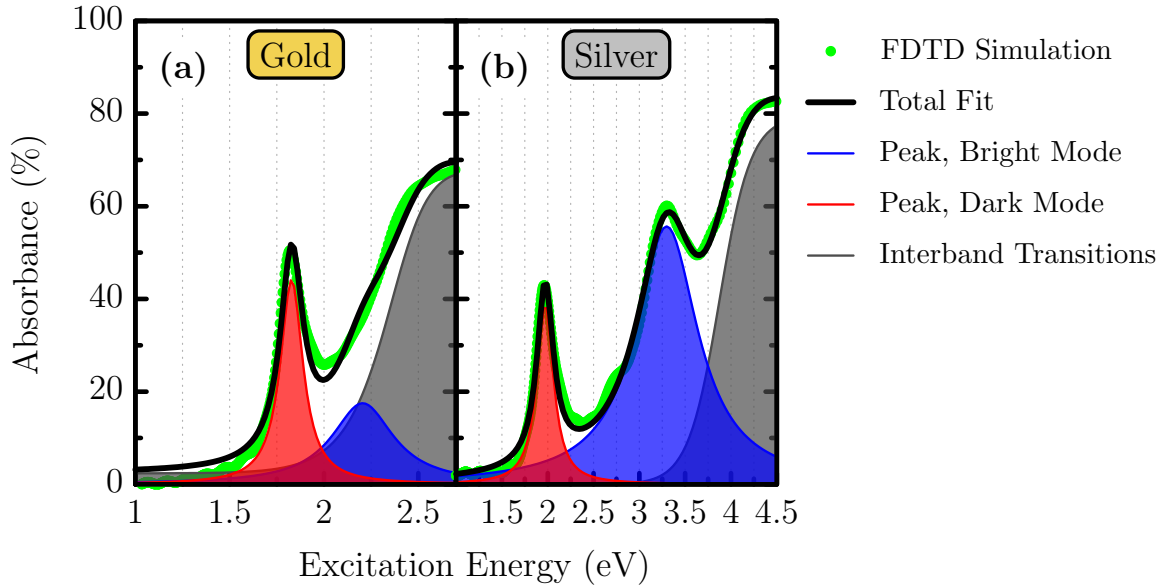 100
80
60
40
20
0
Absorbance (%)
(a)
Gold
(b)
Silver
1
1.5
2
2.5
1.5
2
2.5
3
3.5
4
4.5
Excitation Energy (eV)
FDTD Simulation
Total Fit
Peak, Bright Mode
Peak, Dark Mode
Interband Transitions